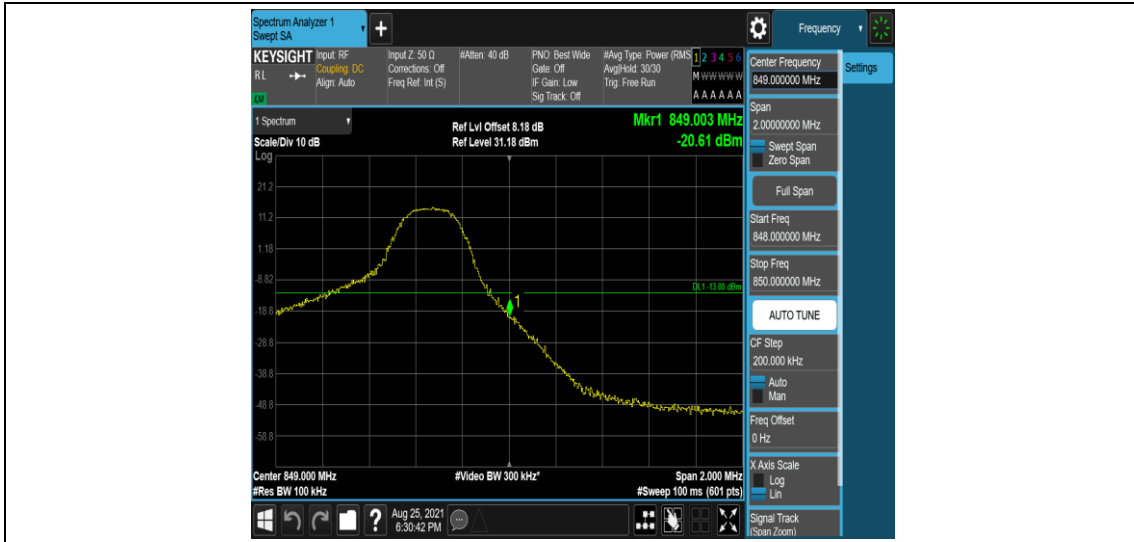 Spectrum Analyzer 1
Swept SA
+
Frequency
KEYSIGHT
RL
LXI
Input: RF
Coupling: DC
Align: Auto
Input Z: 50 Ω
Corrections: Off
Freq Ref: Int (S)
#Atten: 40 dB
PNO: Best Wide
Gate: Off
IF Gain: Low
Sig Track: Off
#Avg Type: Power (RMS
Avg|Hold: 30/30
Trig: Free Run
1 2 3 4 5 6
M W W W W W
A A A A A A
1 Spectrum
Scale/Div 10 dB
Log
Ref Lvl Offset 8.18 dB
Ref Level 31.18 dBm
Mkr1 849.003 MHz
-20.61 dBm
21.2
11.2
1.18
-8.82
-18.8
-28.8
-38.8
-48.8
-58.8
DL1 -13.00 dBm
1
Center 849.000 MHz
#Res BW 100 kHz
#Video BW 300 kHz*
Span 2.000 MHz
#Sweep 100 ms (601 pts)
Center Frequency
849.000000 MHz
Settings
Span
2.00000000 MHz
Swept Span
Zero Span
Full Span
Start Freq
848.000000 MHz
Stop Freq
850.000000 MHz
AUTO TUNE
CF Step
200.000 kHz
Auto
Man
Freq Offset
0 Hz
X Axis Scale
Log
Lin
Signal Track
(Span Zoom)
?
Aug 25, 2021
6:30:42 PM